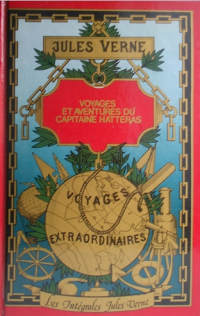 JULES VERNE
VOYAGES
ET AVENTURES DU
CAPITAINE HATTERAS
VOYAGES
EXTRAORDINAIRES
Les Intégrales Jules Verne